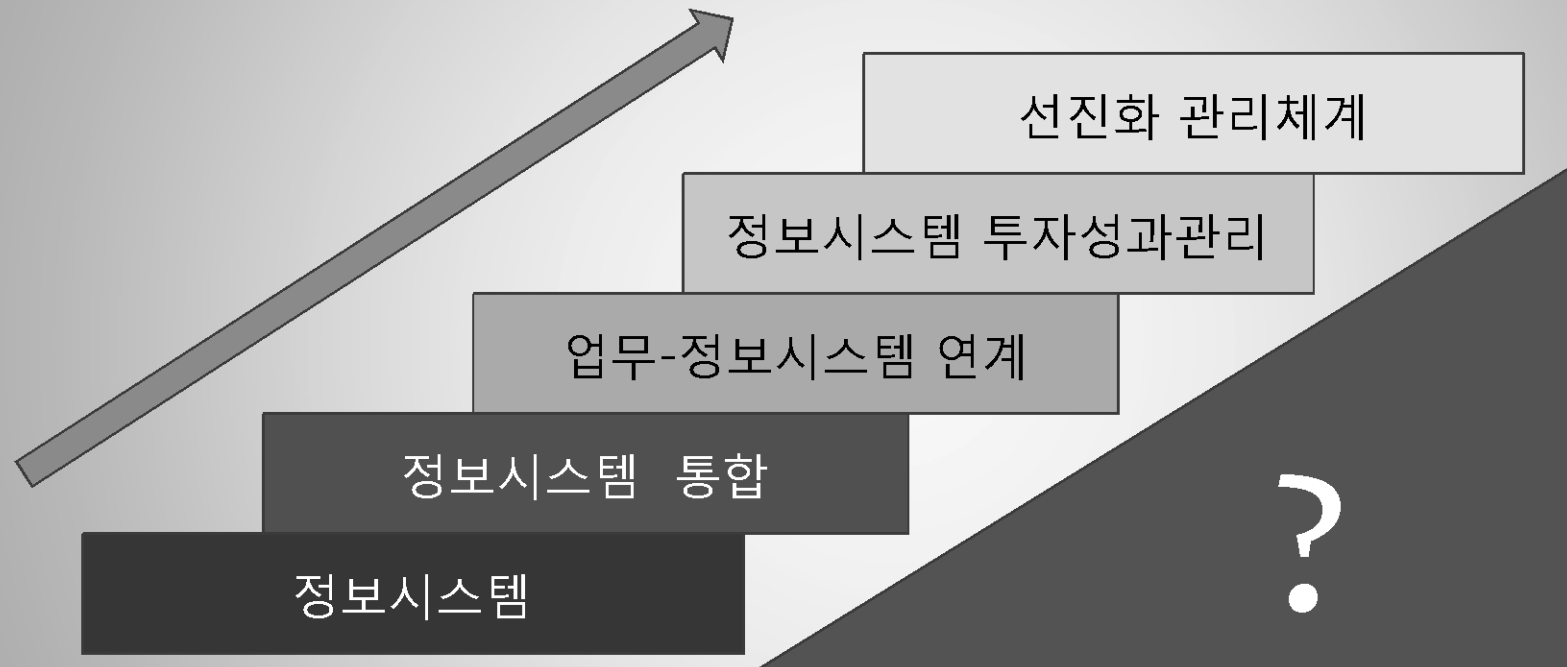 선진화 관리체계
정보시스템 투자성과관리
업무-정보시스템 연계
정보시스템 통합
정보시스템
?